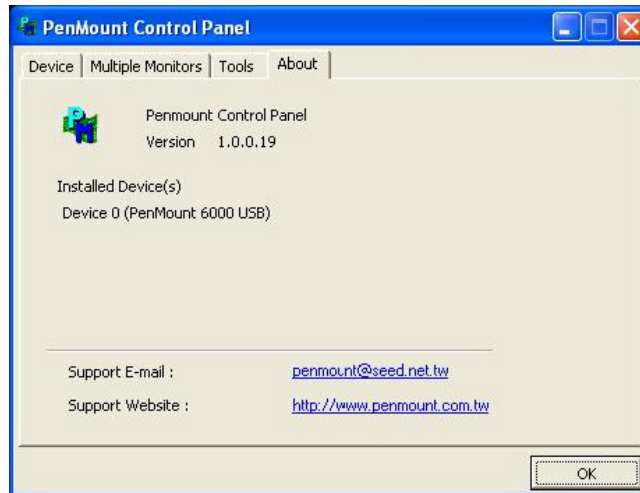 PenMount Control Panel
Device Multiple Monitors Tools About
PM
Penmount Control Panel
Version 1.0.0.19
Installed Device(s)
Device 0 (PenMount 6000 USB)
Support E-mail : penmount@seed.net.tw
Support Website : http://www.penmount.com.tw
OK